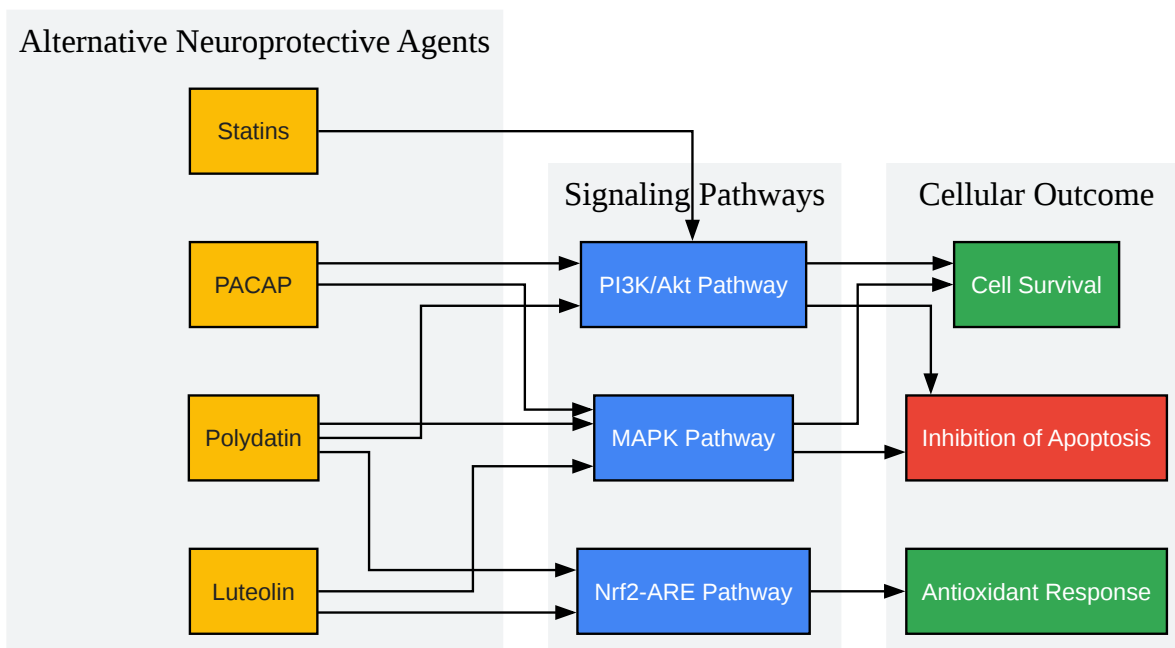 Alternative Neuroprotective Agents
Statins
Signaling Pathways
Cellular Outcome
PACAP
PI3K/Akt Pathway
Cell Survival
Polydatin
MAPK Pathway
Inhibition of Apoptosis
Luteolin
Nrf2-ARE Pathway
Antioxidant Response